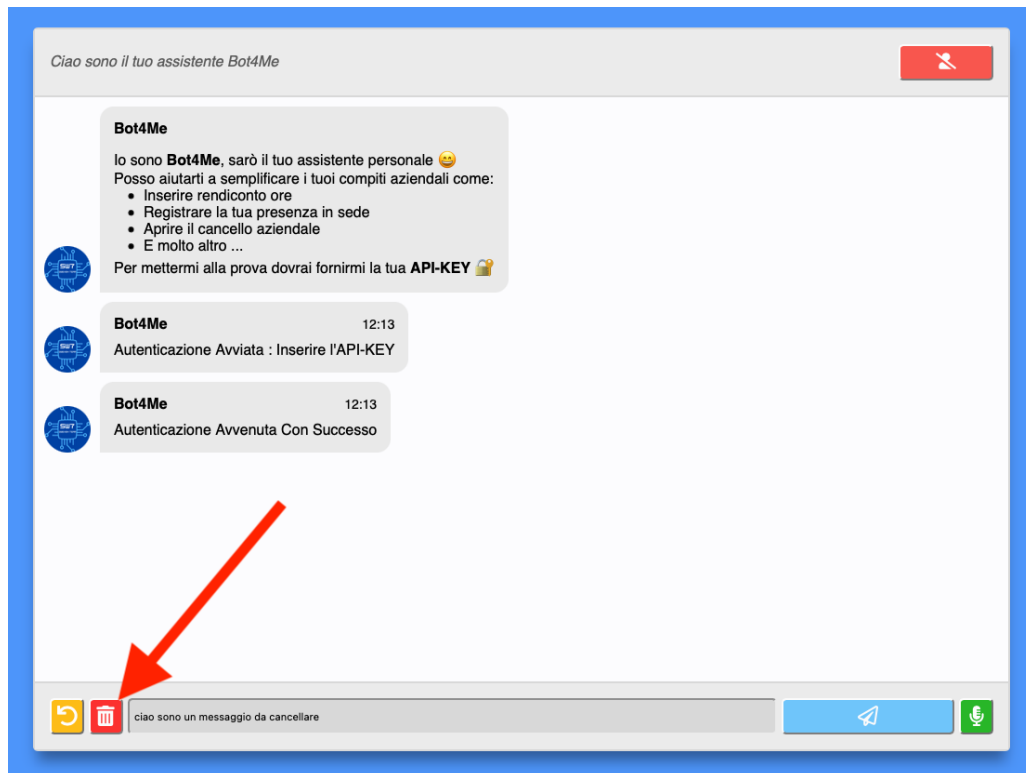 Ciao sono il tuo assistente Bot4Me
Bot4Me
Io sono Bot4Me, sarò il tuo assistente personale 😀
Posso aiutarti a semplificare i tuoi compiti aziendali come:
• Inserire rendiconto ore
• Registrare la tua presenza in sede
• Aprire il cancello aziendale
• E molto altro ...
Per mettermi alla prova dovrai fornirmi la tua API-KEY 🔐
Bot4Me 12:13
Autenticazione Avviata : Inserire l'API-KEY
Bot4Me 12:13
Autenticazione Avvenuta Con Successo
ciao sono un messaggio da cancellare